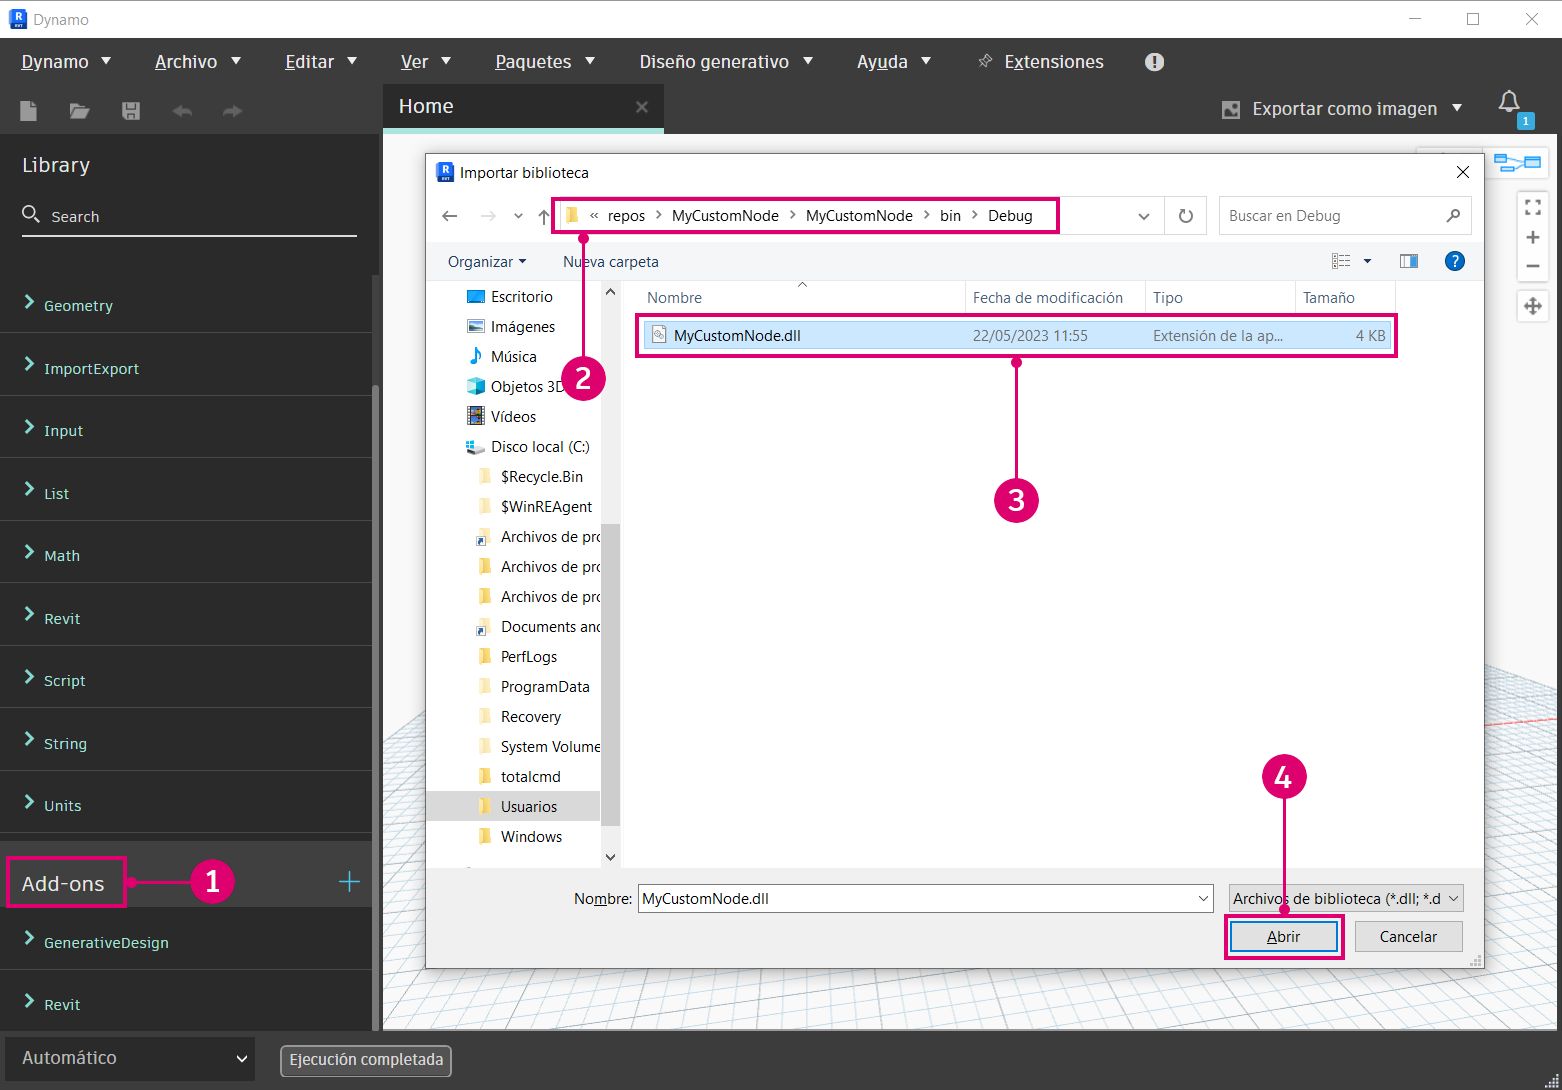 Dynamo
Dynamo Archivo Editar Ver Paquetes Diseño generativo Ayuda Extensiones
Home
Exportar como imagen
1
Library
Search
Geometry
ImportExport
Input
List
Math
Revit
Script
String
Units
Add-ons
1
GenerativeDesign
Revit
Automático
Ejecución completada
Importar biblioteca
« repos > MyCustomNode > MyCustomNode > bin > Debug
Buscar en Debug
Organizar Nueva carpeta
Escritorio
Imágenes
Música
Objetos 3D
Vídeos
Disco local (C:)
$Recycle.Bin
$WinREAgent
Archivos de pro
Archivos de pro
Archivos de pro
Documents and
PerfLogs
ProgramData
Recovery
System Volume
totalcmd
Usuarios
Windows
2
Nombre Fecha de modificación Tipo Tamaño
MyCustomNode.dll 22/05/2023 11:55 Extensión de la ap... 4 KB
3
4
Nombre: MyCustomNode.dll Archivos de biblioteca (*.dll; *.d
Abrir Cancelar